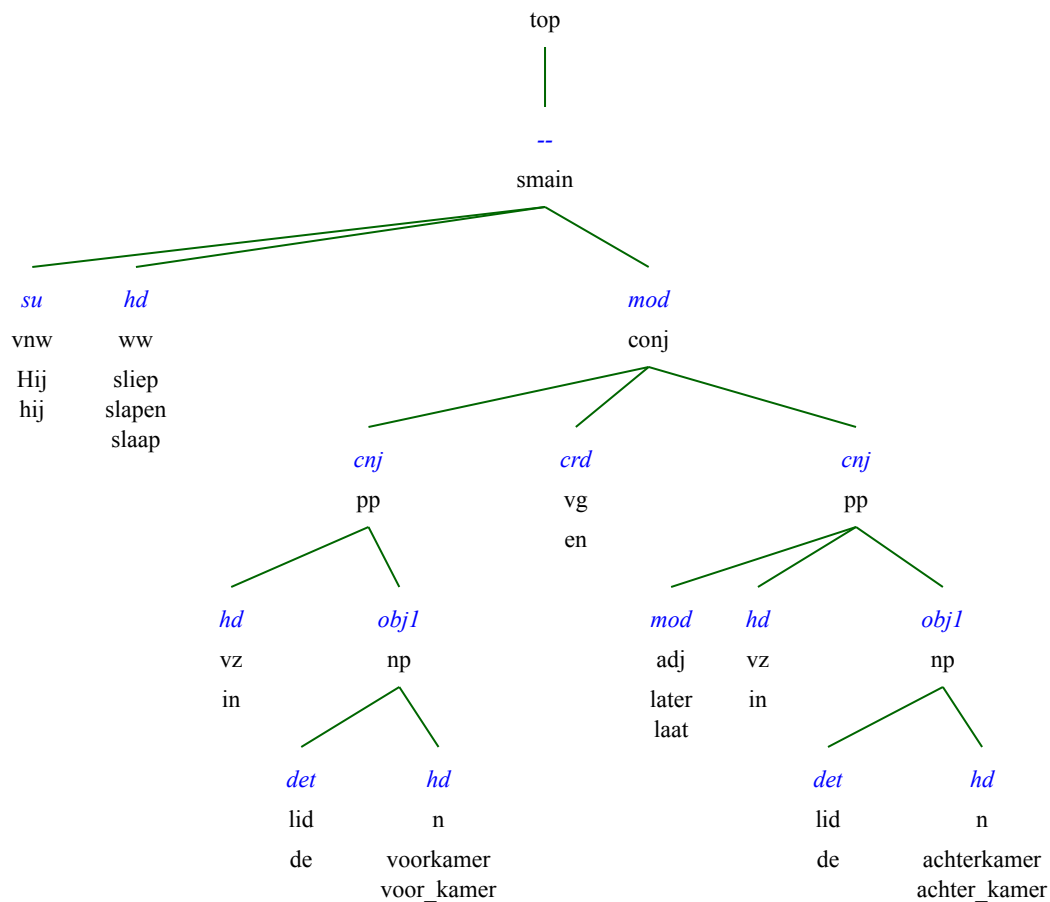 top
--
smain
su hd mod
vnw ww conj
Hij sliep
hij slapen
slaap
cnj crd cnj
pp vg pp
en
hd obj1 mod hd obj1
vz np adj vz np
in later in
laat
det hd det hd
lid n lid n
de voorkamer de achterkamer
voor_kamer achter_kamer